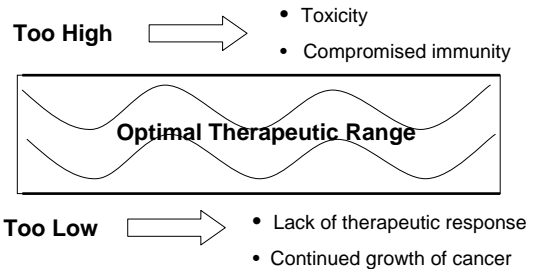 Too High
• Toxicity
• Compromised immunity
Optimal Therapeutic Range
Too Low
• Lack of therapeutic response
• Continued growth of cancer